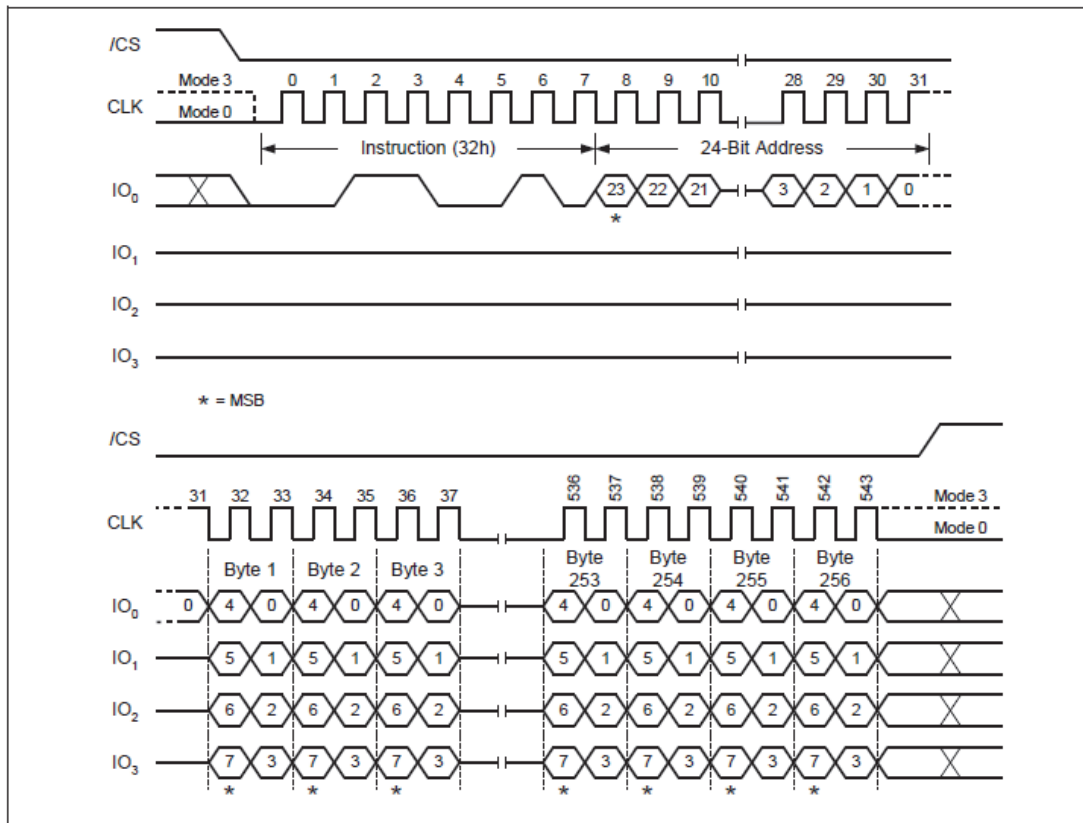 /CS
Mode 3 0 1 2 3 4 5 6 7 8 9 10 28 29 30 31
CLK
Mode 0
Instruction (32h) 24-Bit Address
IO0 23 22 21 3 2 1 0
*
IO1
IO2
IO3
* = MSB
/CS
31 32 33 34 35 36 37 536 537 538 539 540 541 542 543 Mode 3
CLK
Mode 0
Byte 1 Byte 2 Byte 3 Byte 253 Byte 254 Byte 255 Byte 256
IO0 0 4 0 4 0 4 0 4 0 4 0 4 0 4 0
IO1 5 1 5 1 5 1 5 1 5 1 5 1 5 1
IO2 6 2 6 2 6 2 6 2 6 2 6 2 6 2
IO3 7 3 7 3 7 3 7 3 7 3 7 3 7 3
* * * * * * *